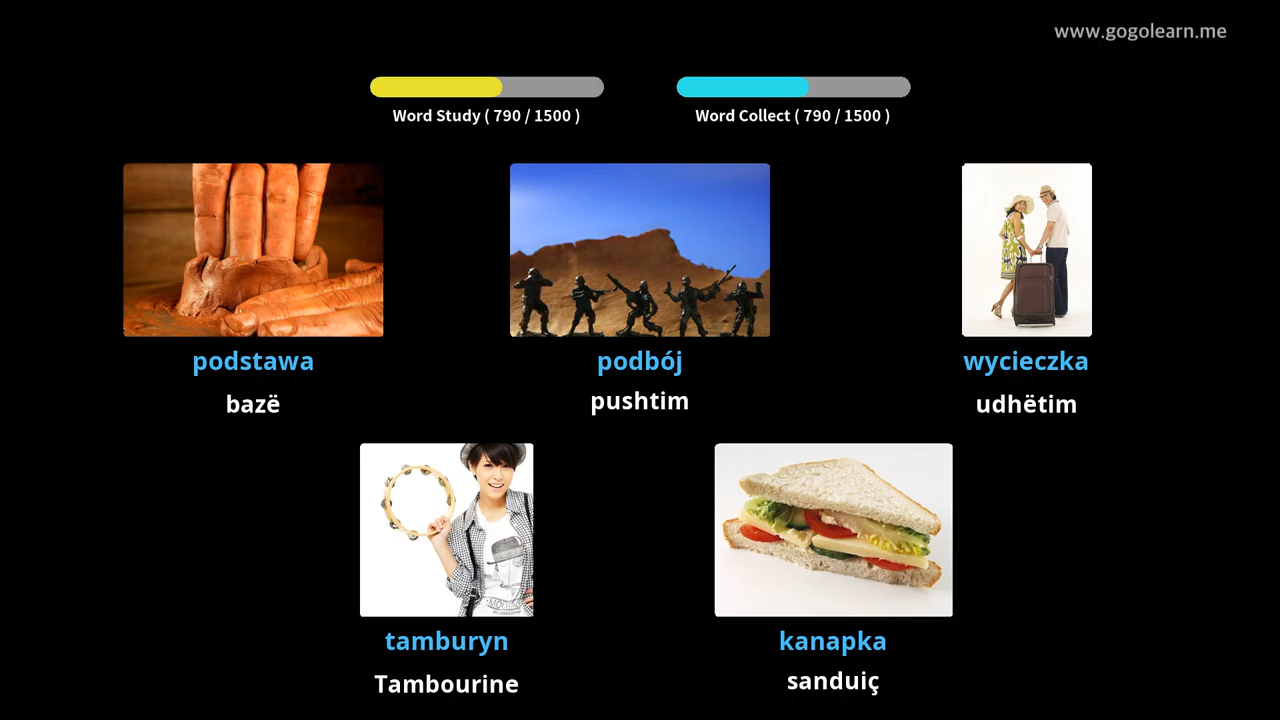 www.gogolearn.me
Word Study ( 790 / 1500 )
Word Collect ( 790 / 1500 )
podstawa
podbój
wycieczka
bazë
pushtim
udhëtim
tamburyn
kanapka
Tambourine
sanduiç